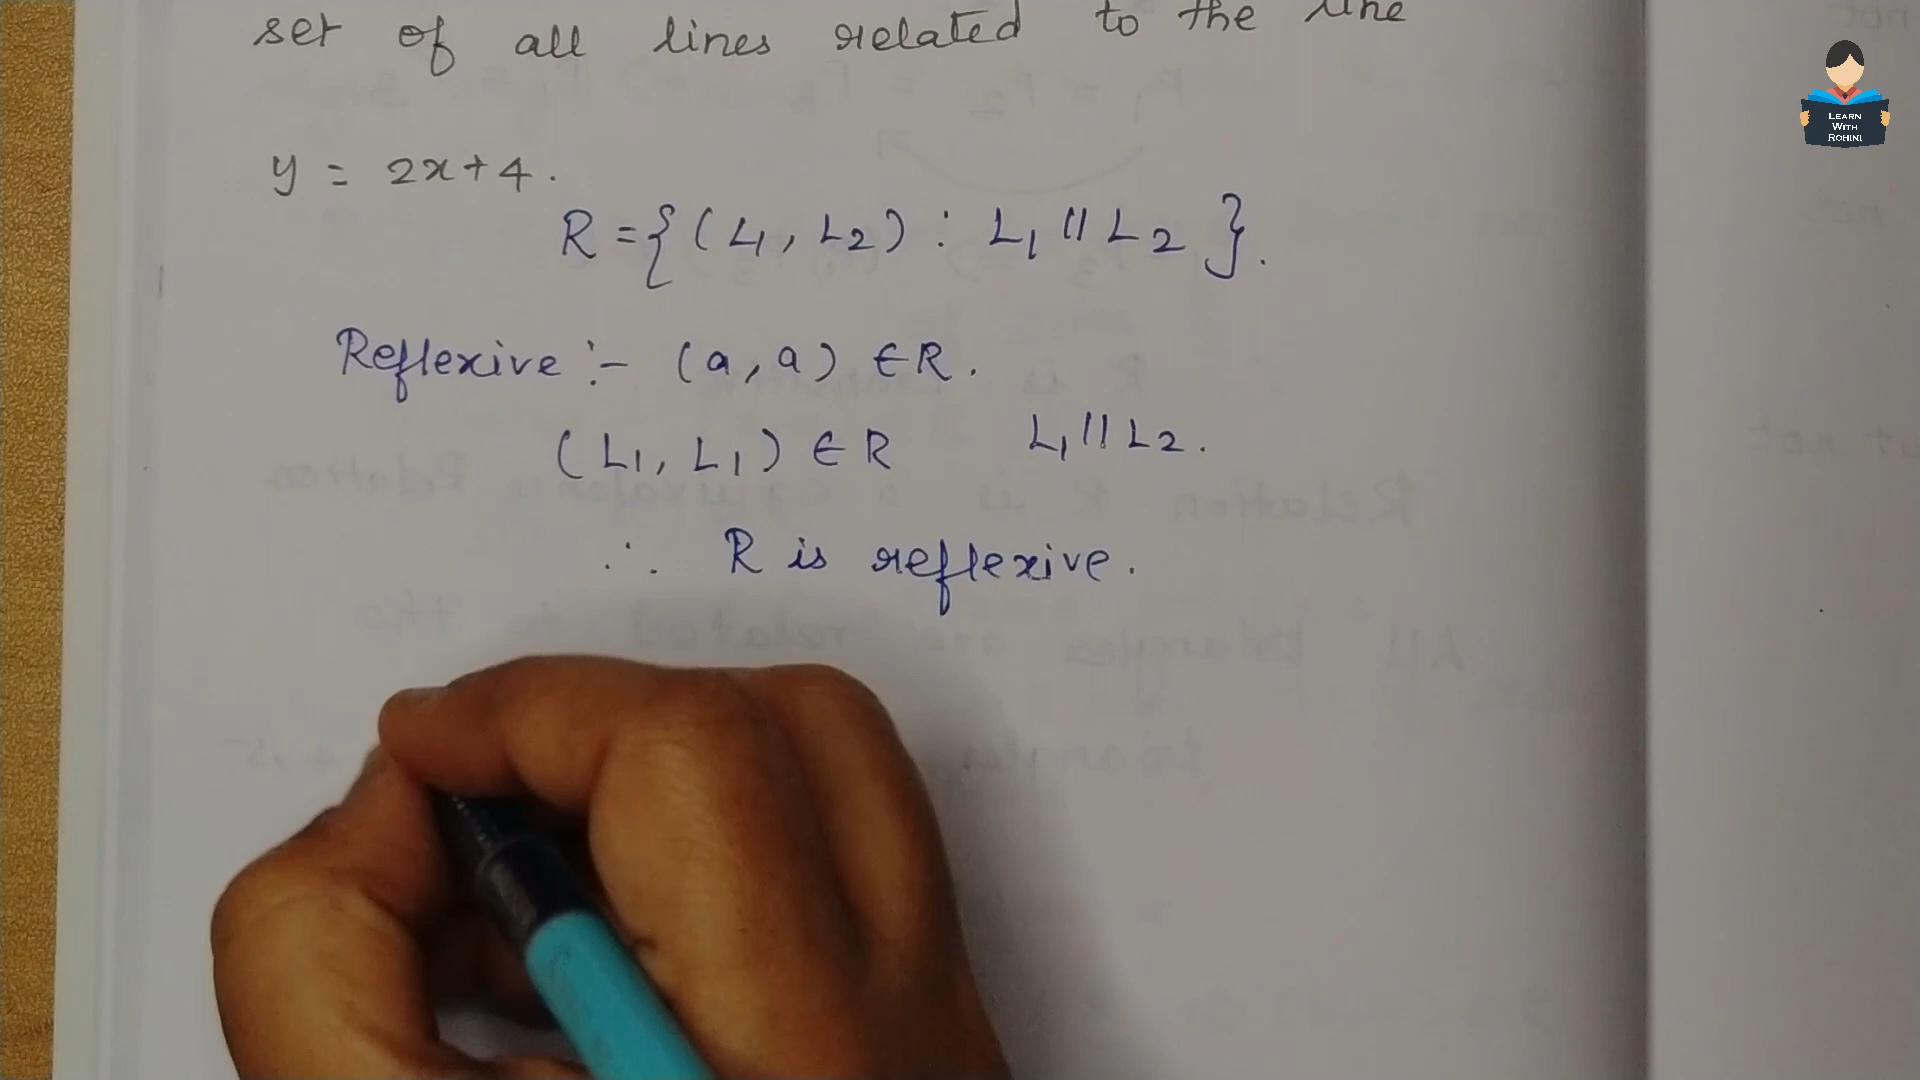 set of all lines related to the line
y = 2x+4.
R = { (L1, L2) : L1 || L2 }.
Reflexive :- (a, a) ∈ R.
(L1, L1) ∈ R L1 || L2.
∴ R is reflexive.
LEARN
WITH
ROHINI